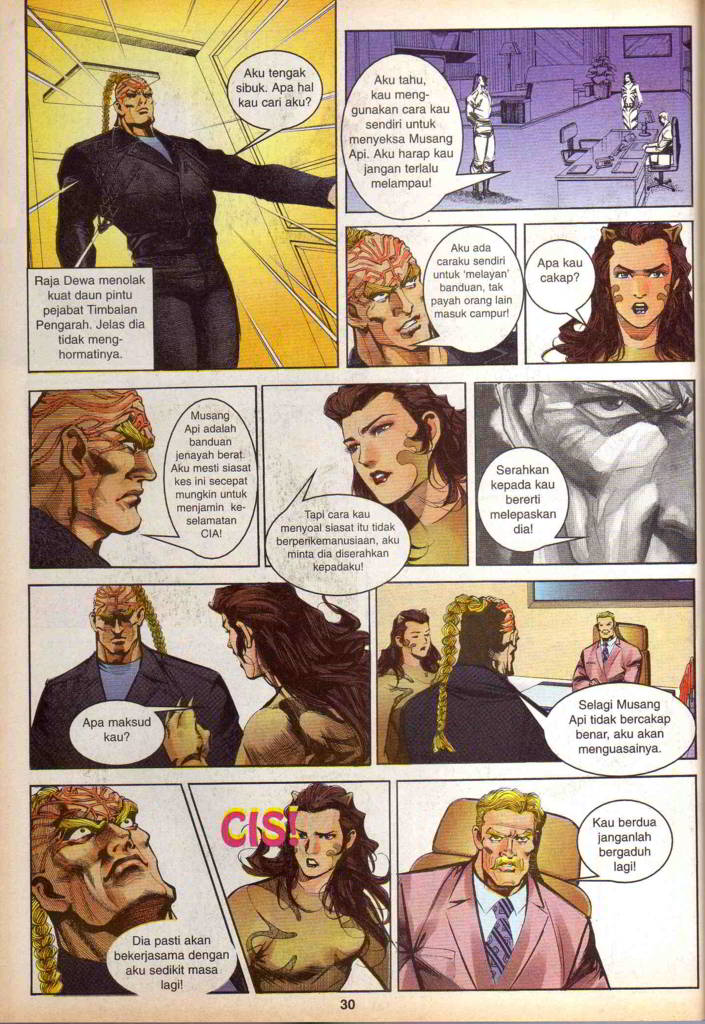 Aku tengak
sibuk. Apa hal
kau cari aku?
Raja Dewa menolak
kuat daun pintu
pejabat Timbalan
Pengarah. Jelas dia
tidak meng-
hormatinya.
Aku tahu,
kau meng-
gunakan cara kau
sendiri untuk
menyeksa Musang
Api. Aku harap kau
jangan terlalu
melampau!
Aku ada
caraku sendiri
untuk 'melayan'
banduan, tak
payah orang lain
masuk campur!
Apa kau
cakap?
Musang
Api adalah
banduan
jenayah berat.
Aku mesti siasat
kes ini secepat
mungkin untuk
menjamin ke-
selamatan
CIA!
Tapi cara kau
menyoal siasat itu tidak
berperikemanusiaan, aku
minta dia diserahkan
kepadaku!
Serahkan
kepada kau
bererti
melepaskan
dia!
Apa maksud
kau?
Selagi Musang
Api tidak bercakap
benar, aku akan
menguasainya.
Dia pasti akan
bekerjasama dengan
aku sedikit masa
lagi!
CIS!
Kau berdua
janganlah
bergaduh
lagi!
30